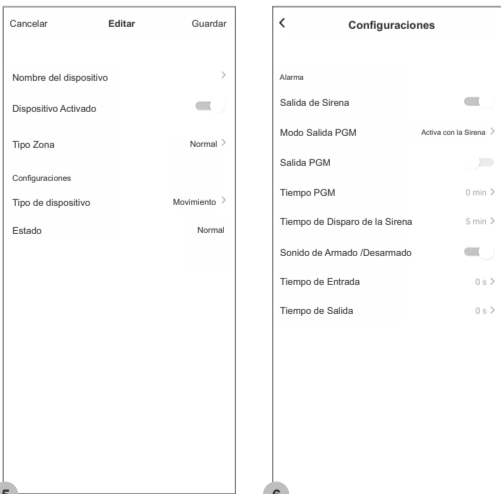 Cancelar Editar Guardar
Nombre del dispositivo
Dispositivo Activado
Tipo Zona Normal
Configuraciones
Tipo de dispositivo Movimiento
Estado Normal
5
Configuraciones
Alarma
Salida de Sirena
Modo Salida PGM Activa con la Sirena
Salida PGM
Tiempo PGM 0 min
Tiempo de Disparo de la Sirena 5 min
Sonido de Armado /Desarmado
Tiempo de Entrada 0 s
Tiempo de Salida 0 s
6